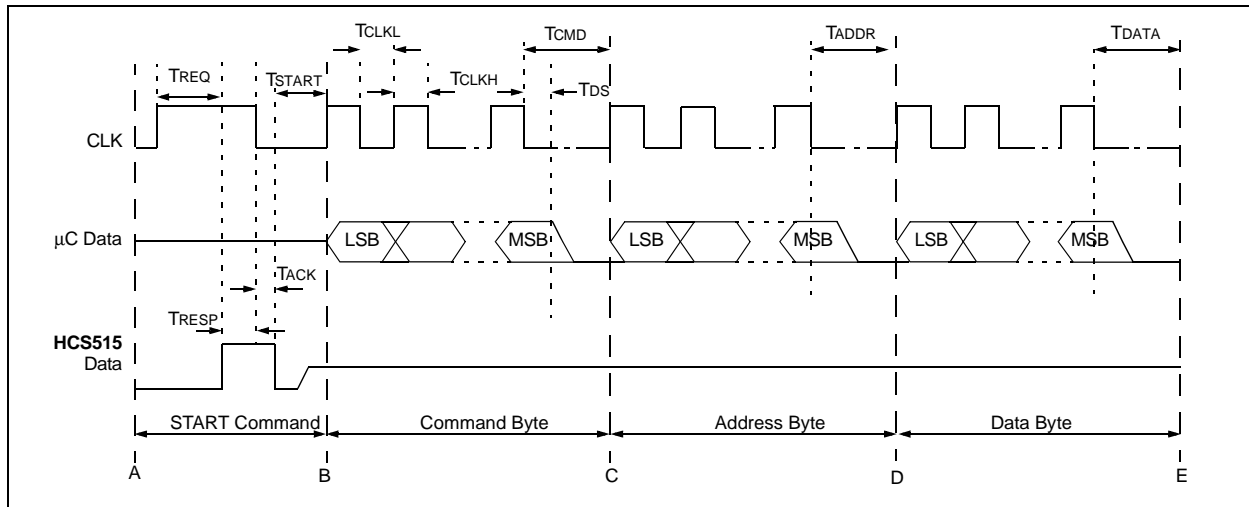 TCLKL
TCMD
TADDR
TDATA
TREQ
TSTART
TCLKH
TDS
CLK
μC Data
LSB
MSB
LSB
MSB
LSB
MSB
TACK
TRESP
HCS515
Data
START Command
Command Byte
Address Byte
Data Byte
A
B
C
D
E